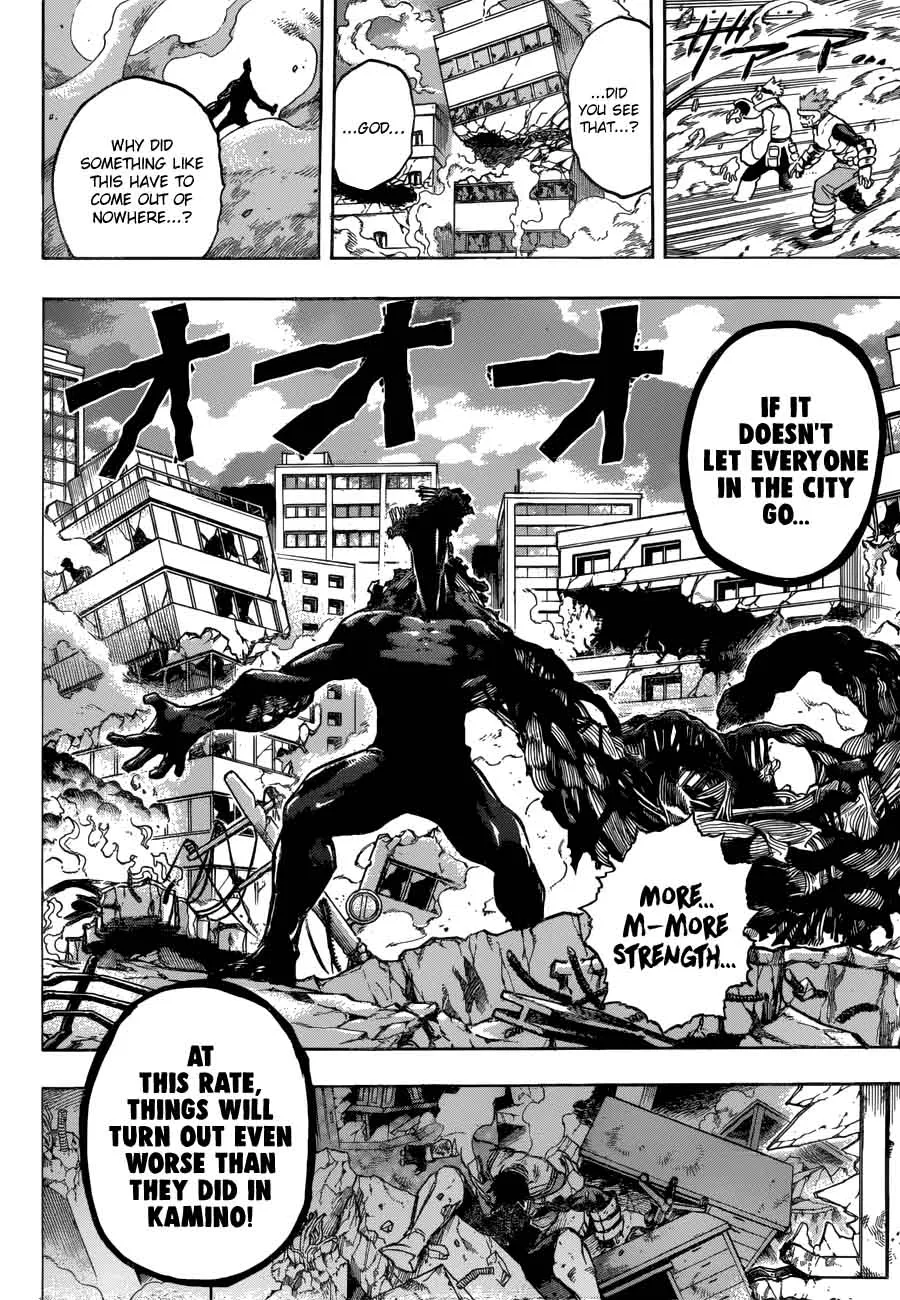 ザァァ
...DID
YOU SEE
THAT...?
...GOD...
WHY DID
SOMETHING LIKE
THIS HAVE TO
COME OUT OF
NOWHERE...?
オオオ
IF IT
DOESN'T
LET EVERYONE
IN THE CITY
GO...
MORE...
M-MORE
STRENGTH...
AT
THIS RATE,
THINGS WILL
TURN OUT EVEN
WORSE THAN
THEY DID IN
KAMINO!